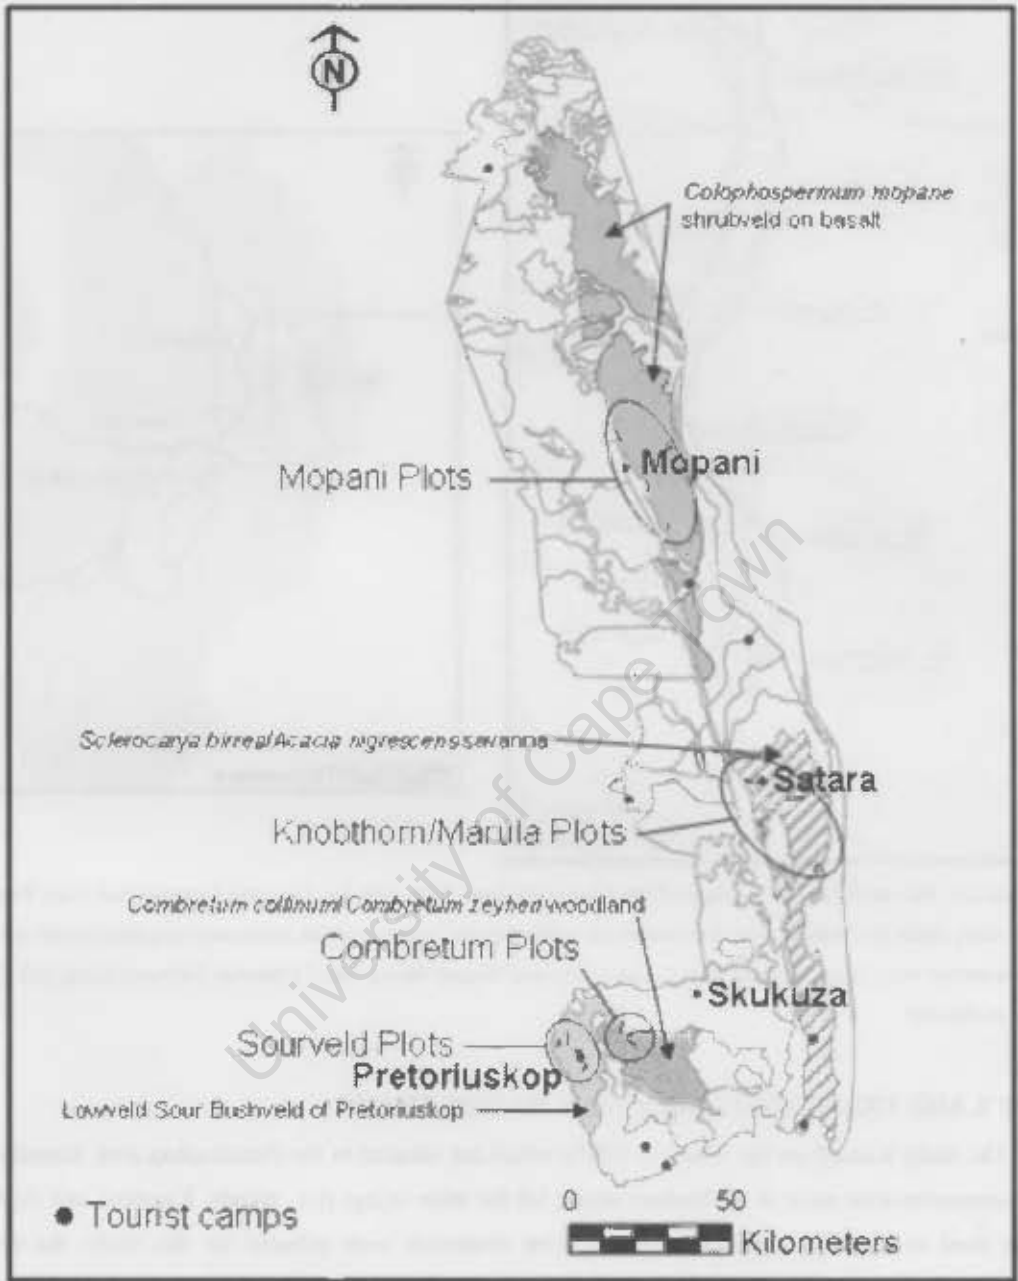 N
Colophospermum mopane
shrubveld on basalt
Mopani Plots
Mopani
Sclerocarya birrea/Acacia nigrescens savanna
Satara
Knobthorn/Marula Plots
Combretum collinum/Combretum zeyheri woodland
Combretum Plots
Skukuza
Sourveld Plots
Pretoriuskop
Lowveld Sour Bushveld of Pretoriuskop
0 50
Kilometers
Tourist camps
University of Cape Town